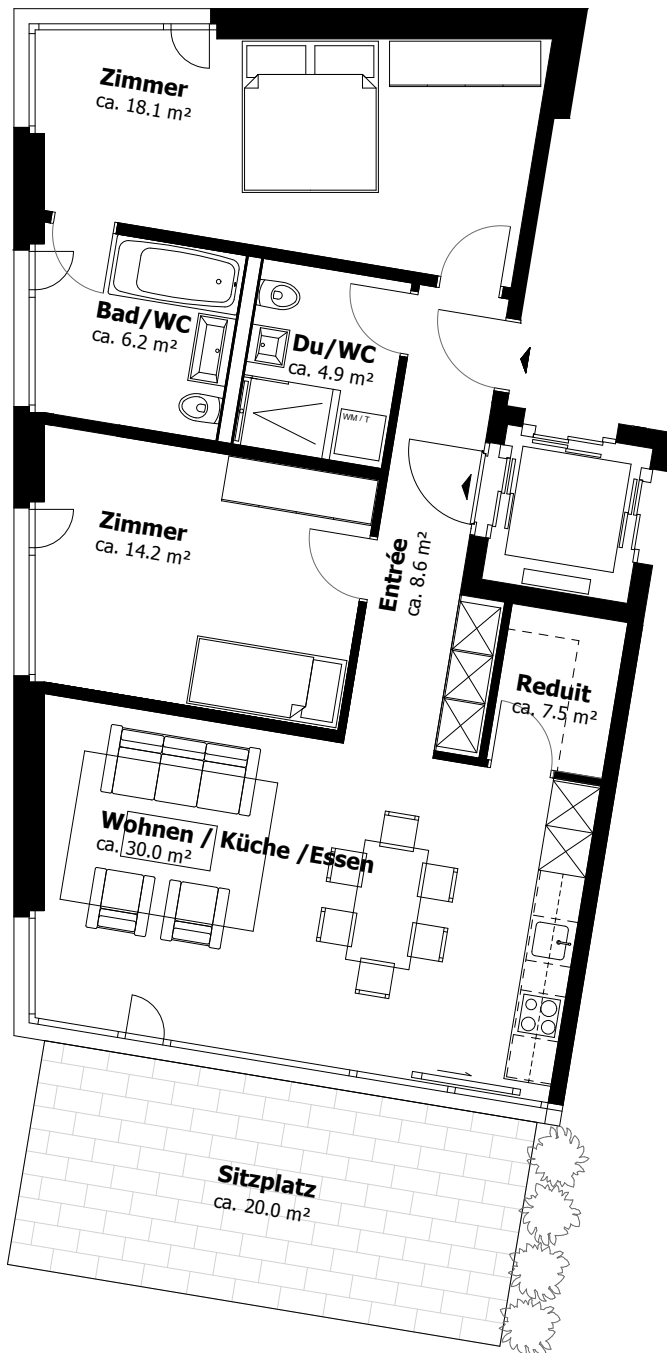 Zimmer
ca. 18.1 m²
Bad/WC
ca. 6.2 m²
Du/WC
ca. 4.9 m²
WM / T
Zimmer
ca. 14.2 m²
Entrée
ca. 8.6 m²
Reduit
ca. 7.5 m²
Wohnen / Küche /Essen
ca. 30.0 m²
Sitzplatz
ca. 20.0 m²